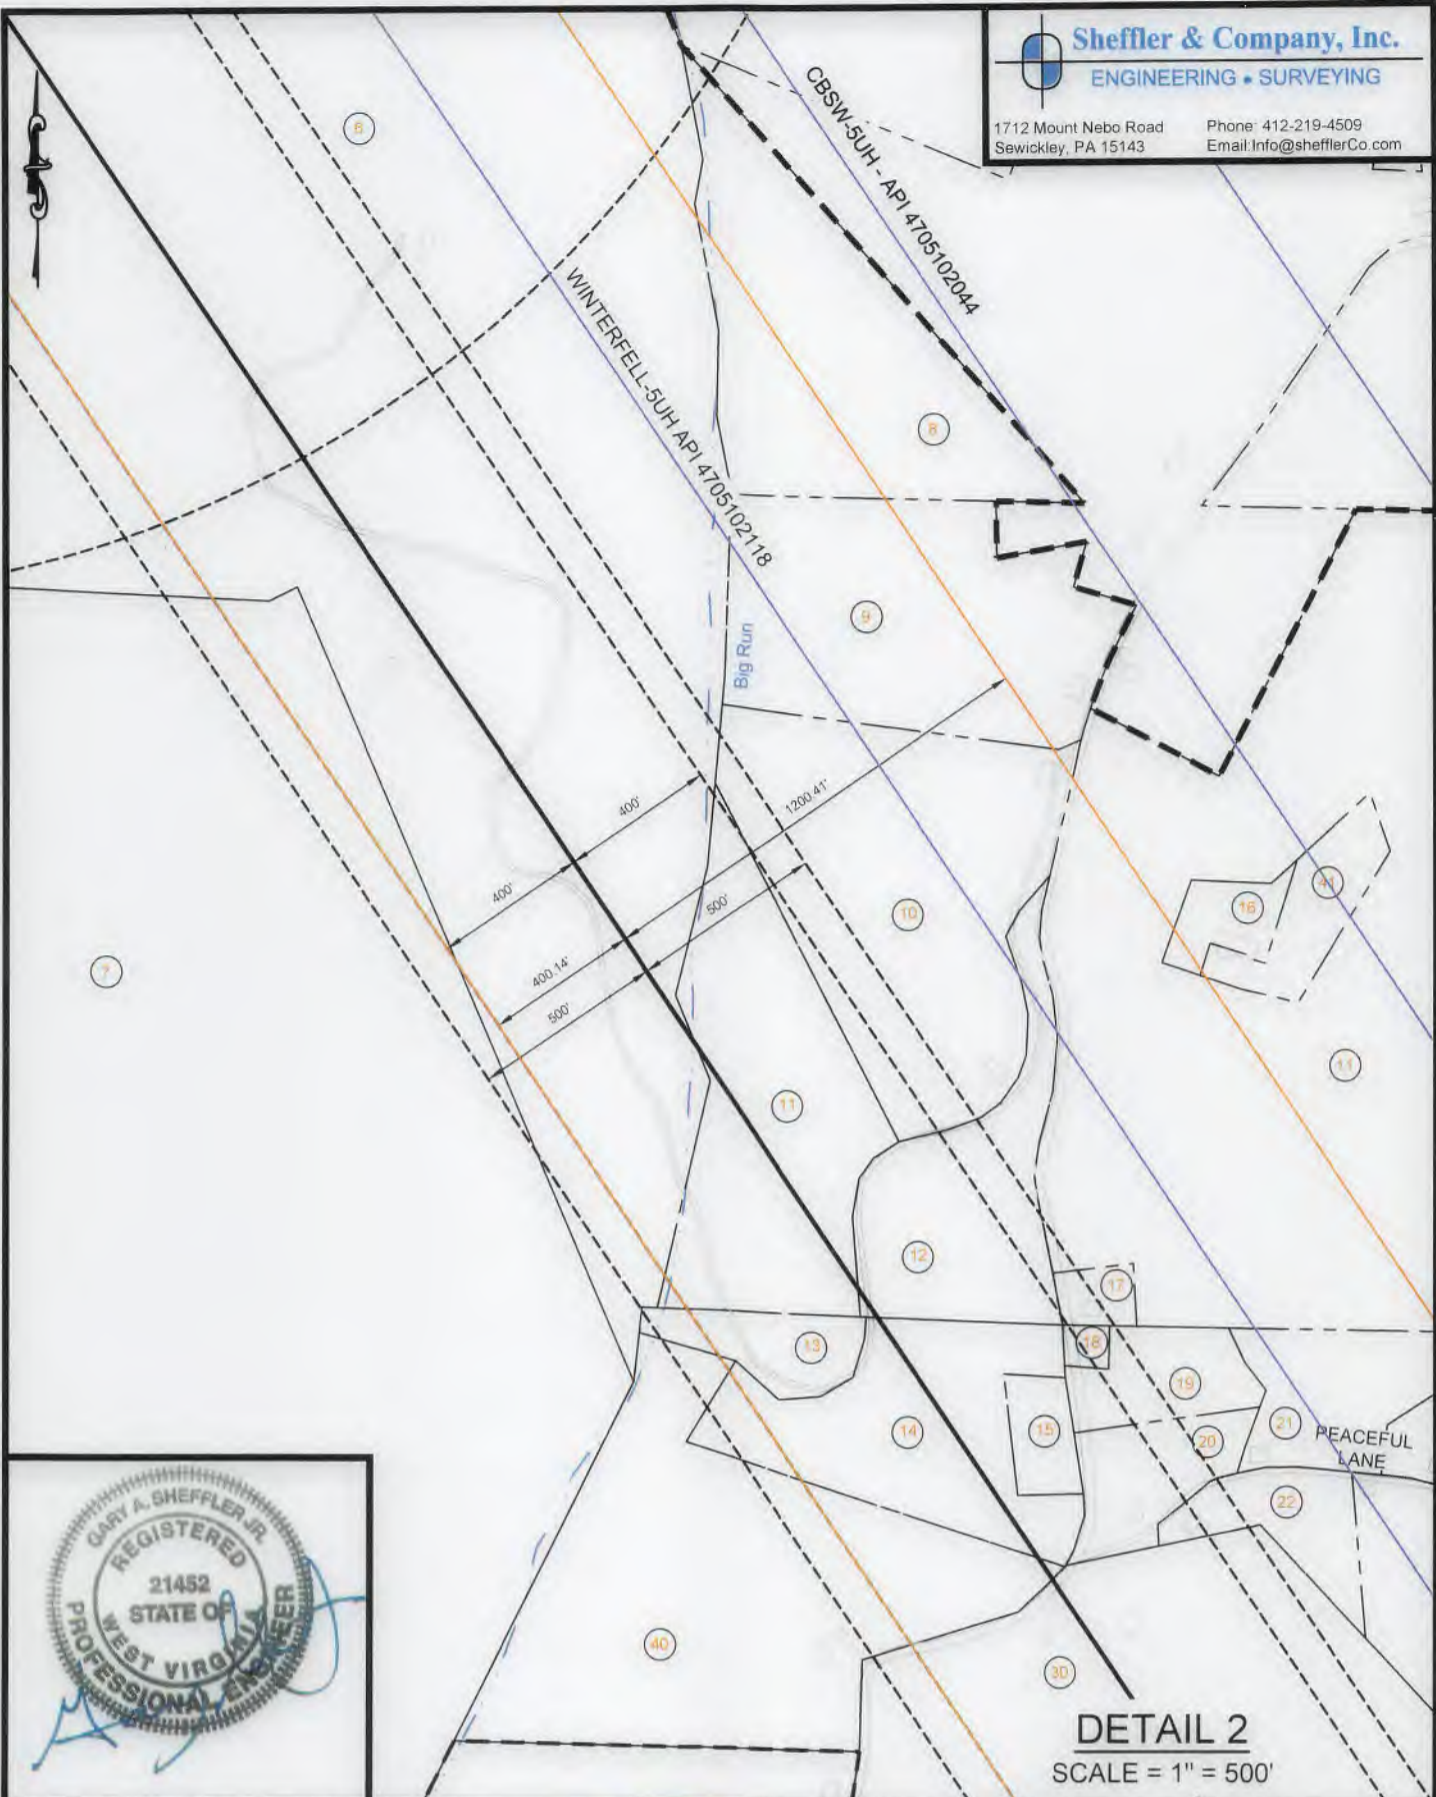 Sheffler & Company, Inc.
ENGINEERING • SURVEYING
1712 Mount Nebo Road
Sewickley, PA 15143
Phone: 412-219-4509
Email:Info@shefflerCo.com
6
CBSW-5UH - API 4705102044
WINTERFELL-5UH API 4705102118
8
9
Big Run
1200.41'
400'
400'
500'
400.14'
500'
10
16
41
7
11
11
12
17
13
18
19
14
15
20
21
PEACEFUL
LANE
22
40
30
GARY A. SHEFFLER JR.
REGISTERED
21452
STATE OF
WEST VIRGINIA
PROFESSIONAL ENGINEER
DETAIL 2
SCALE = 1" = 500'